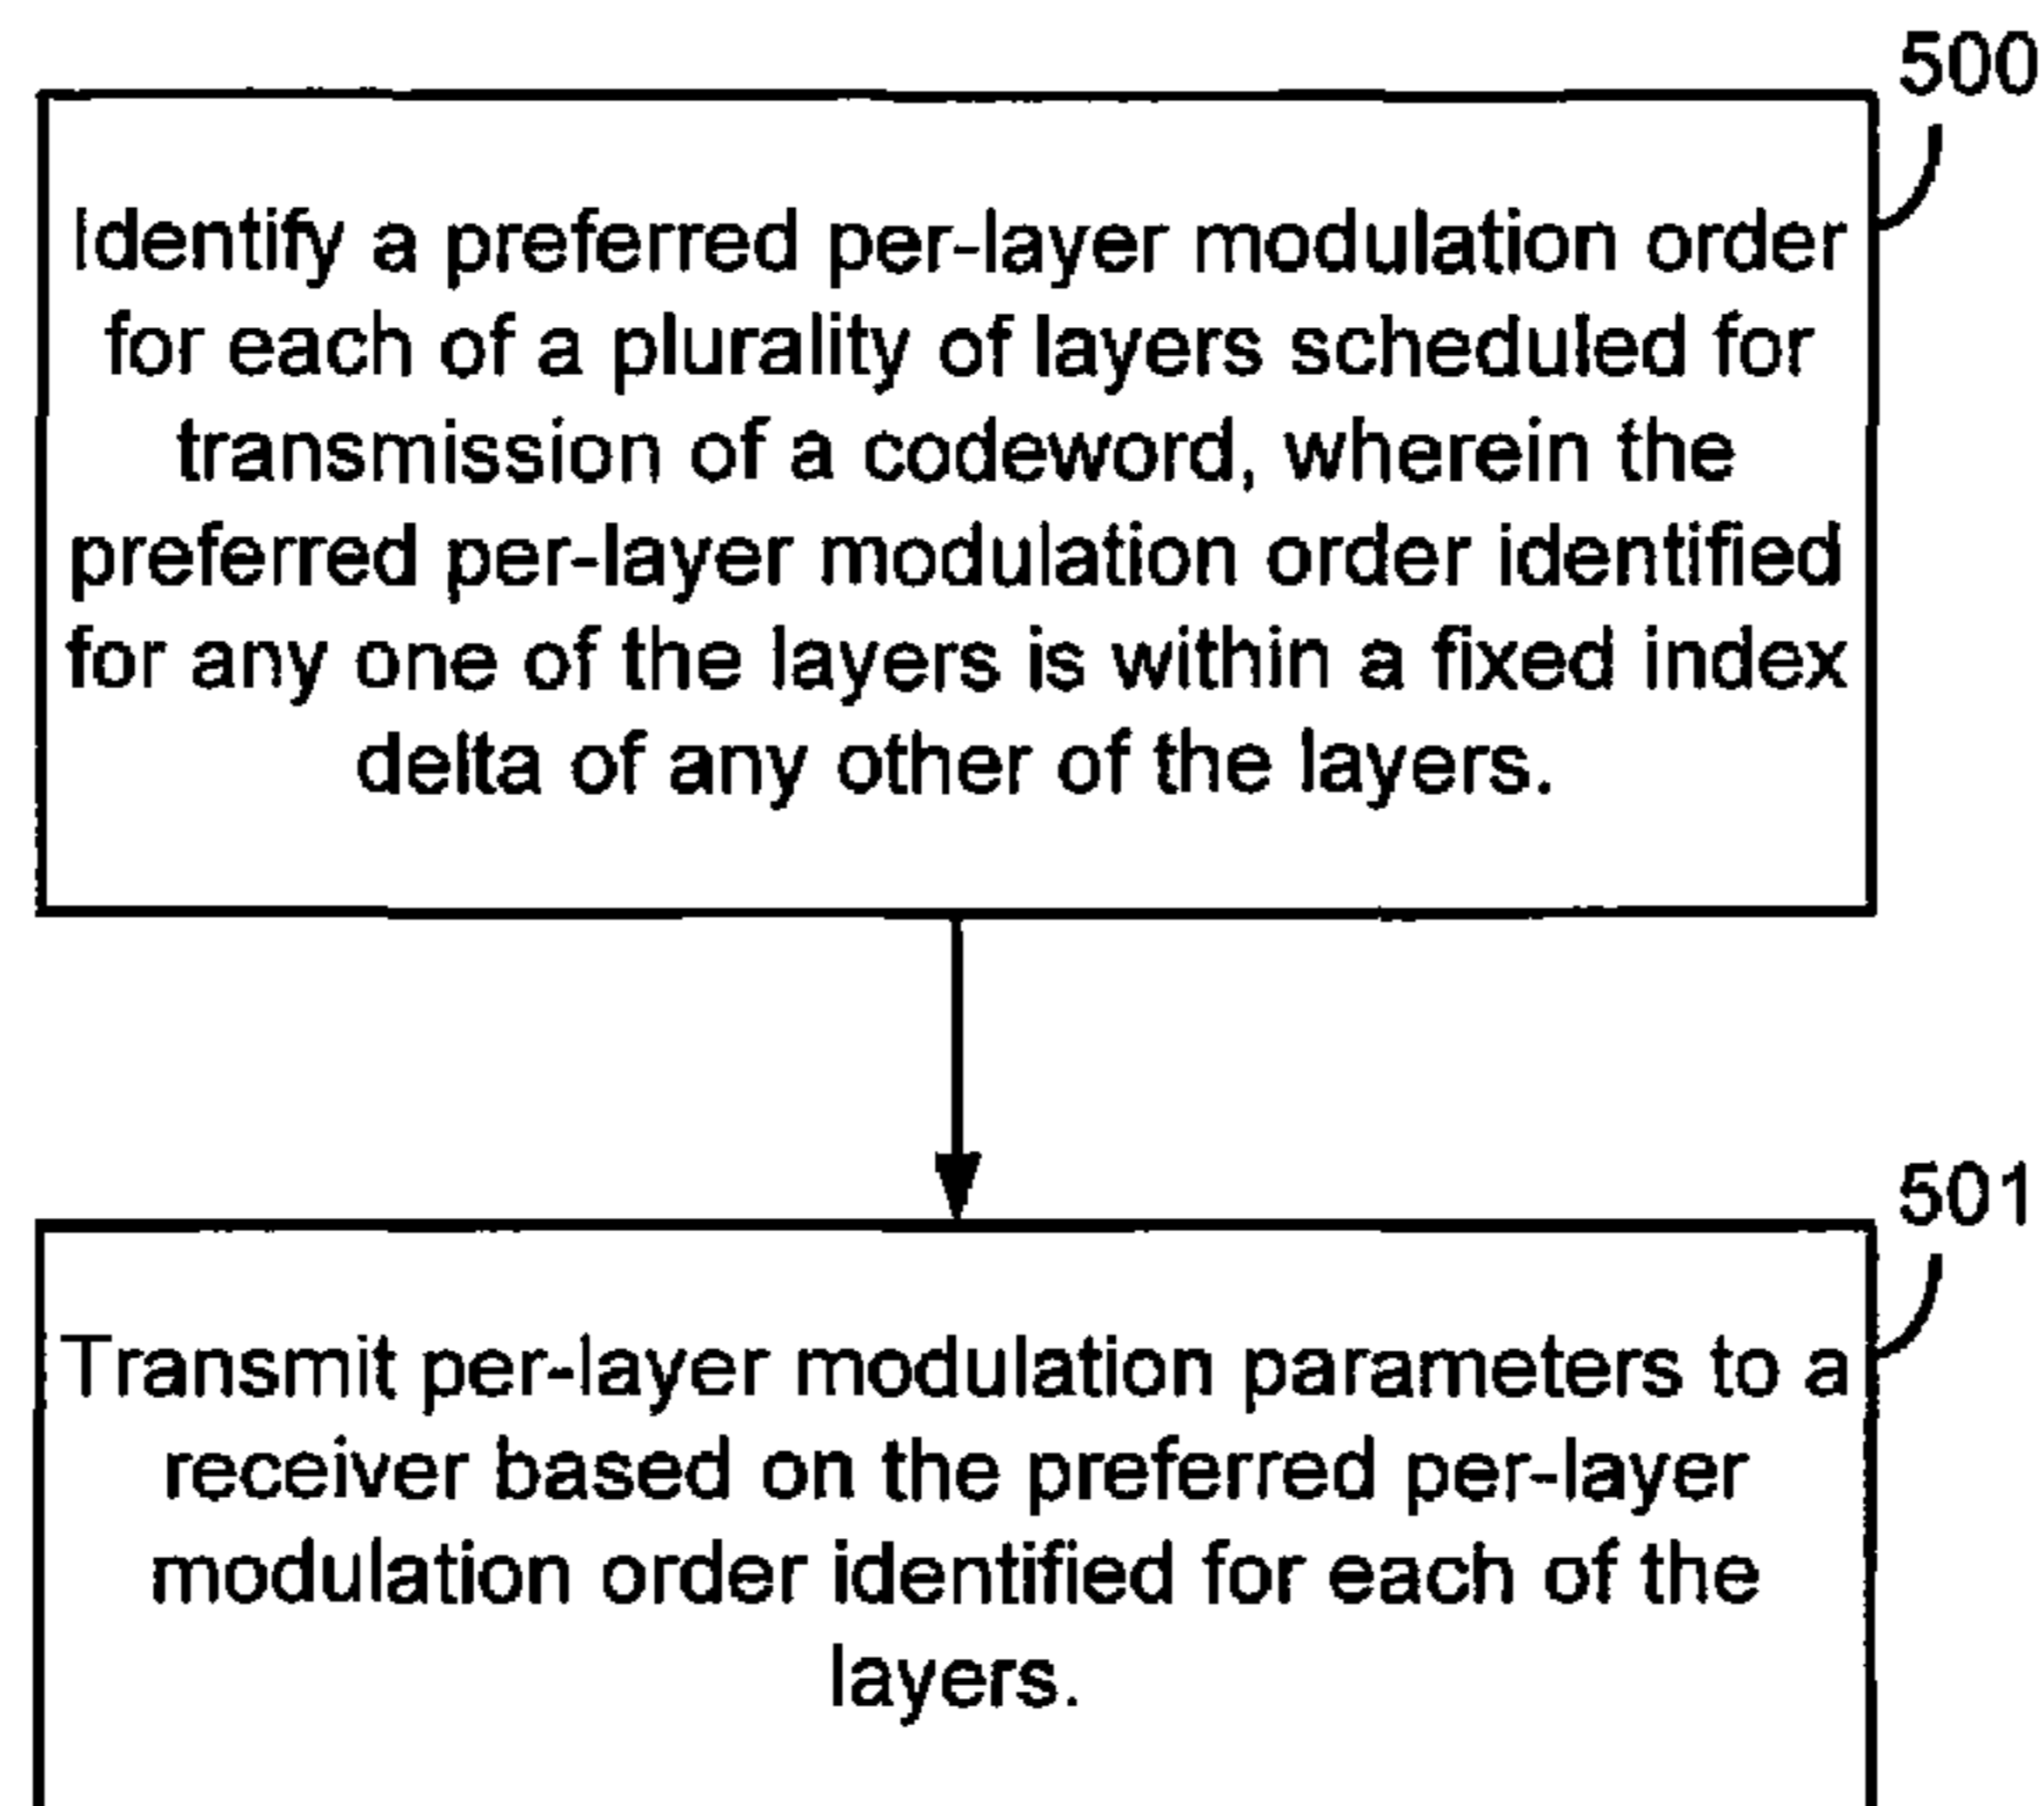 500
Identify a preferred per-layer modulation order
for each of a plurality of layers scheduled for
transmission of a codeword, wherein the
preferred per-layer modulation order identified
for any one of the layers is within a fixed index
delta of any other of the layers.
501
Transmit per-layer modulation parameters to a
receiver based on the preferred per-layer
modulation order identified for each of the
layers.